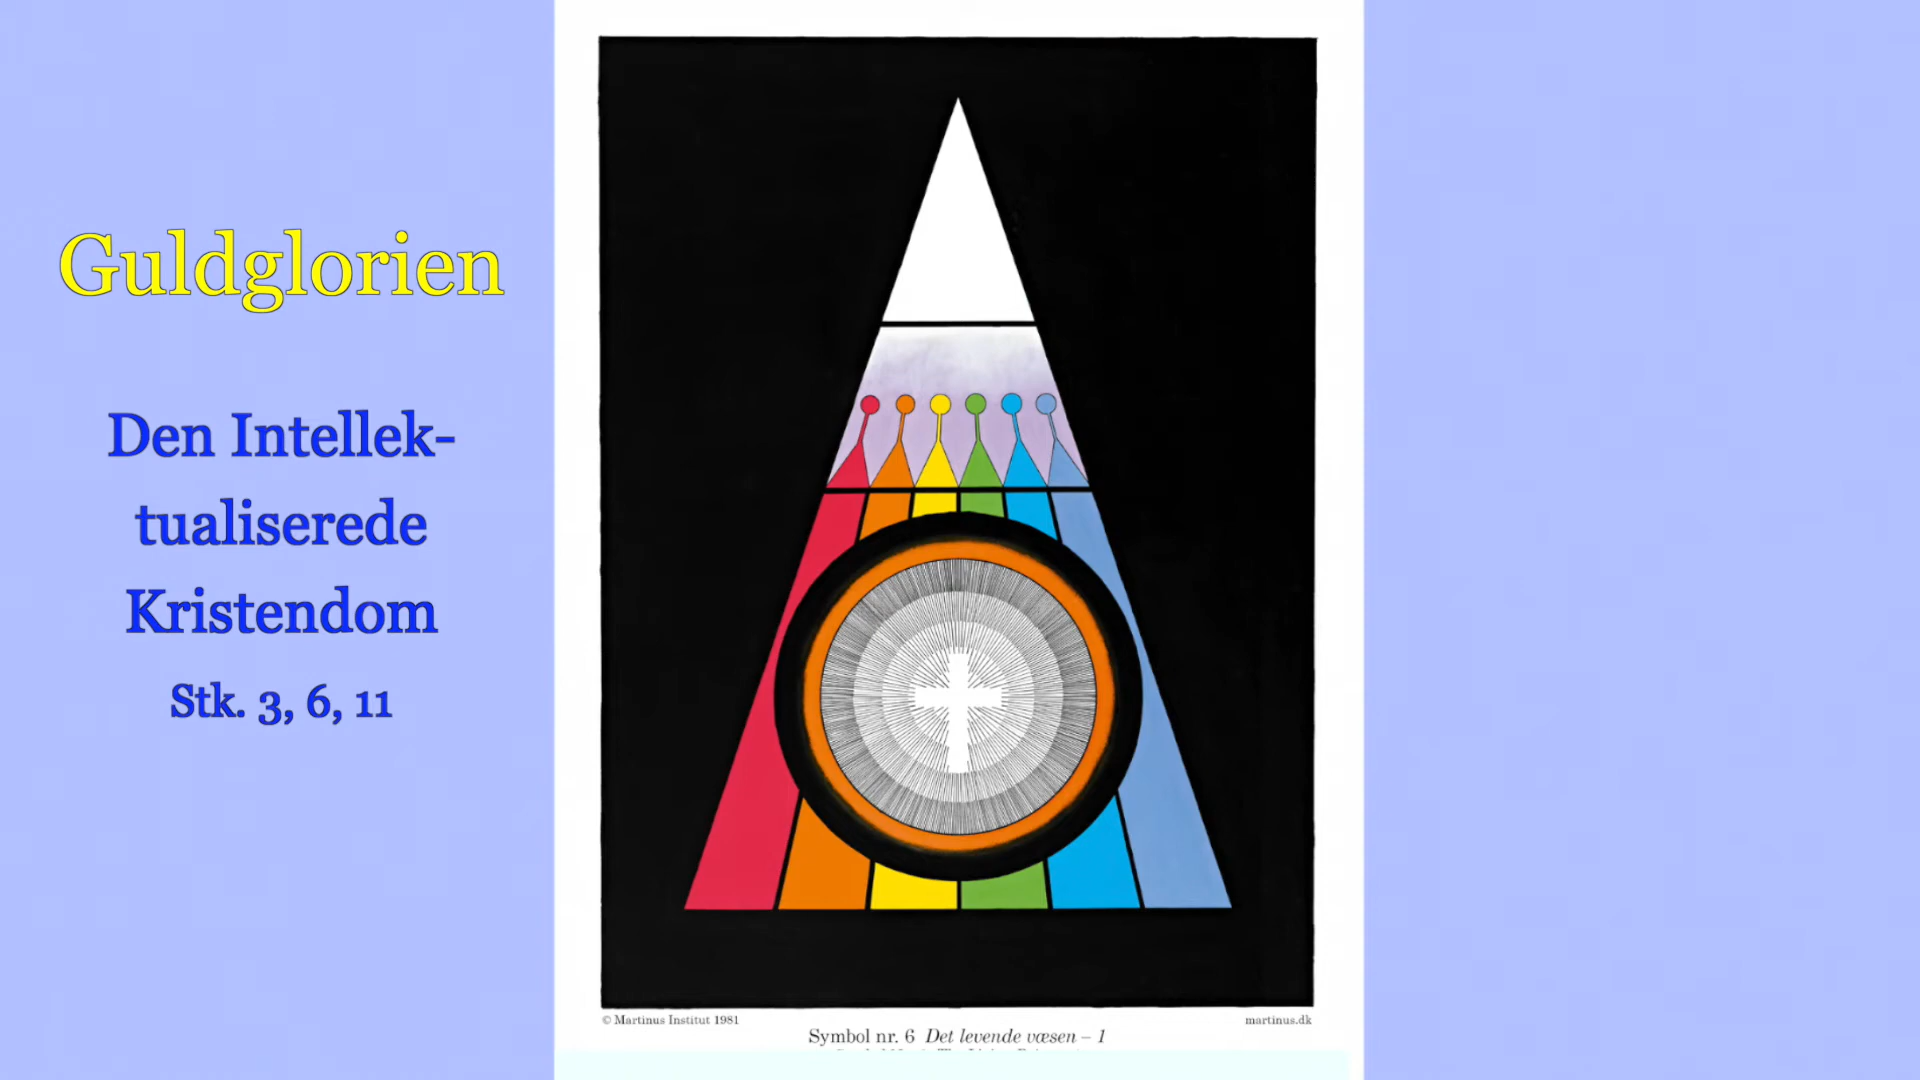 Guldglorien
Den Intellek-
tualiserede
Kristendom
Stk. 3, 6, 11
© Martinus Institut 1981
martinus.dk
Symbol nr. 6 Det levende væsen – 1